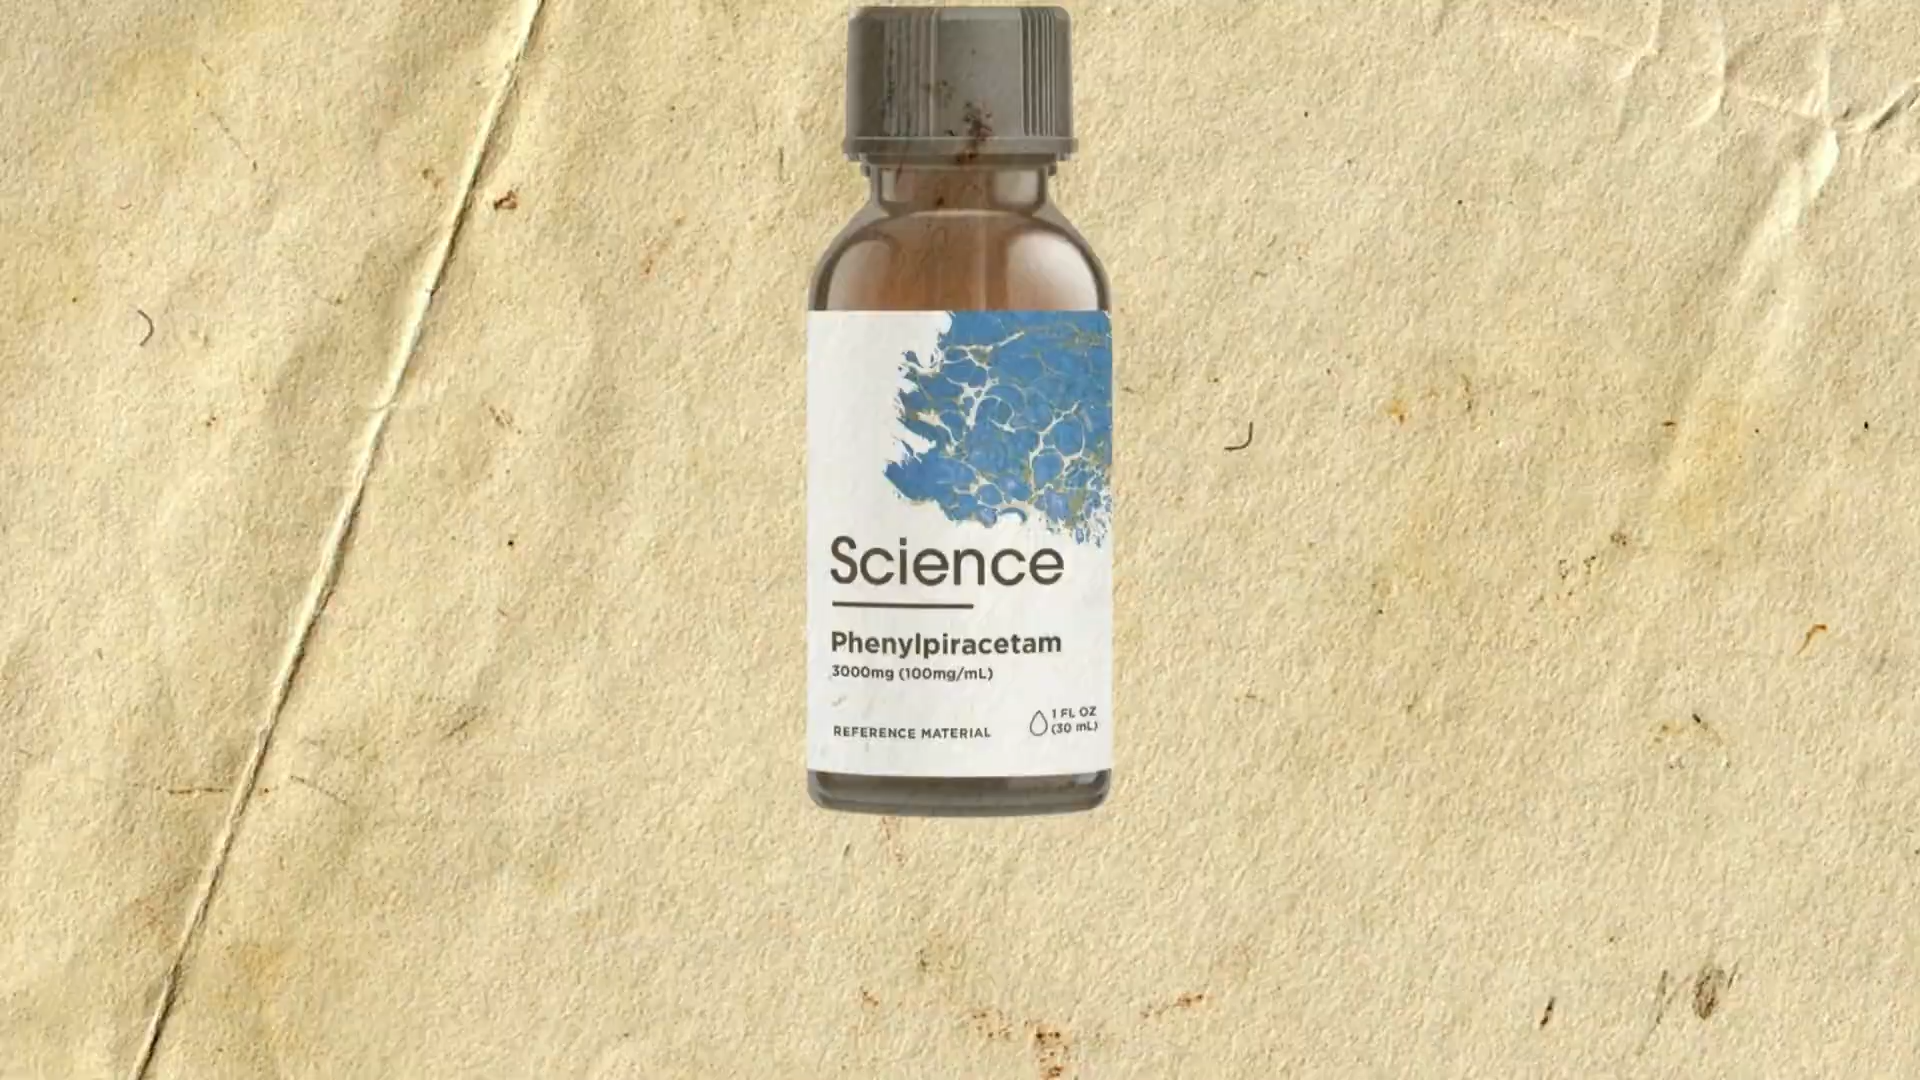 Science
Phenylpiracetam
3000mg (100mg/mL)
REFERENCE MATERIAL
1 FL OZ
(30 mL)